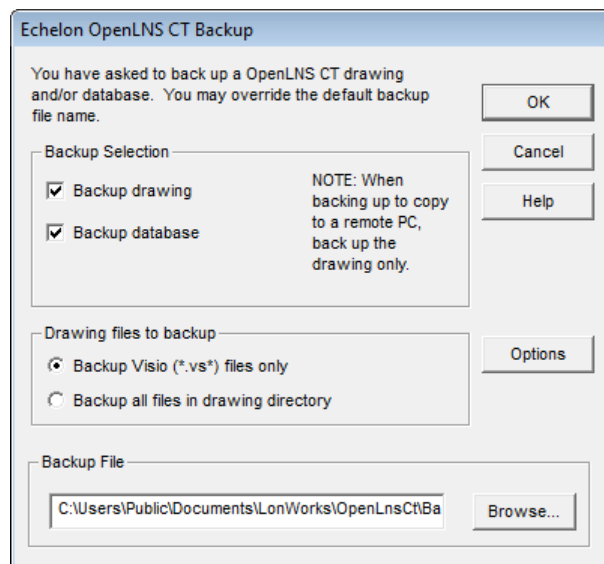 Echelon OpenLNS CT Backup
You have asked to back up a OpenLNS CT drawing
and/or database. You may override the default backup
file name.
OK
Cancel
Help
Backup Selection
Backup drawing
Backup database
NOTE: When
backing up to copy
to a remote PC,
back up the
drawing only.
Drawing files to backup
Backup Visio (*.vs*) files only
Backup all files in drawing directory
Options
Backup File
C:\Users\Public\Documents\LonWorks\OpenLnsCt\Ba
Browse...